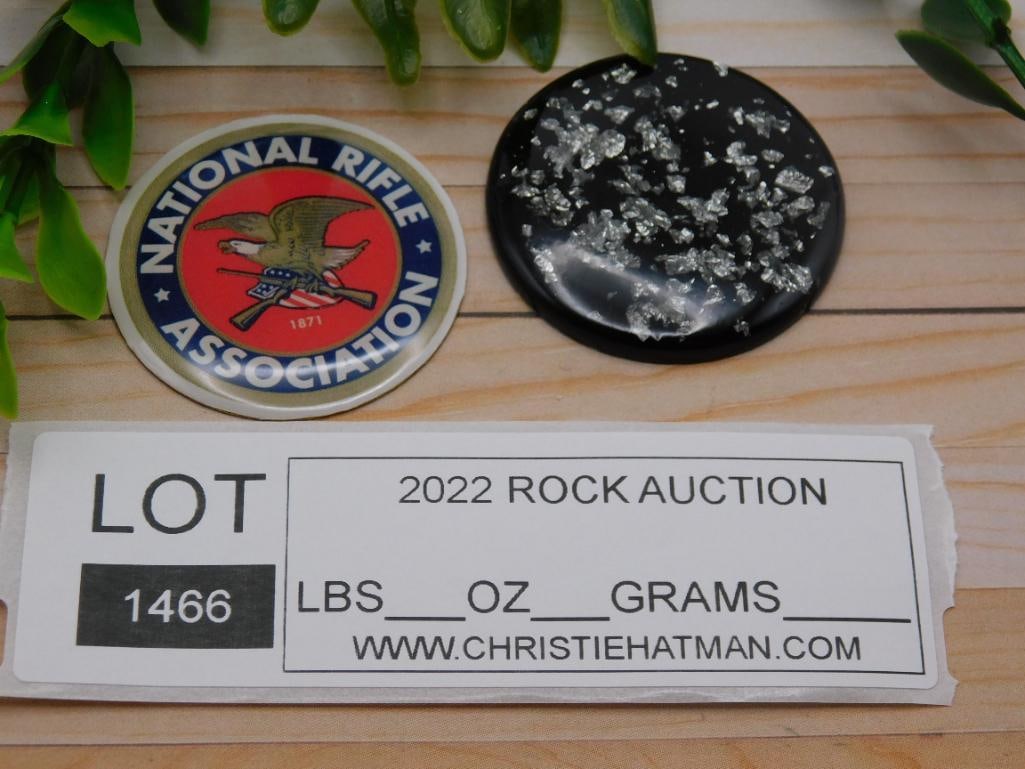 NATIONAL RIFLE
ASSOCIATION
1871
LOT
1466
2022 ROCK AUCTION
LBS___OZ___GRAMS_____
WWW.CHRISTIEHATMAN.COM